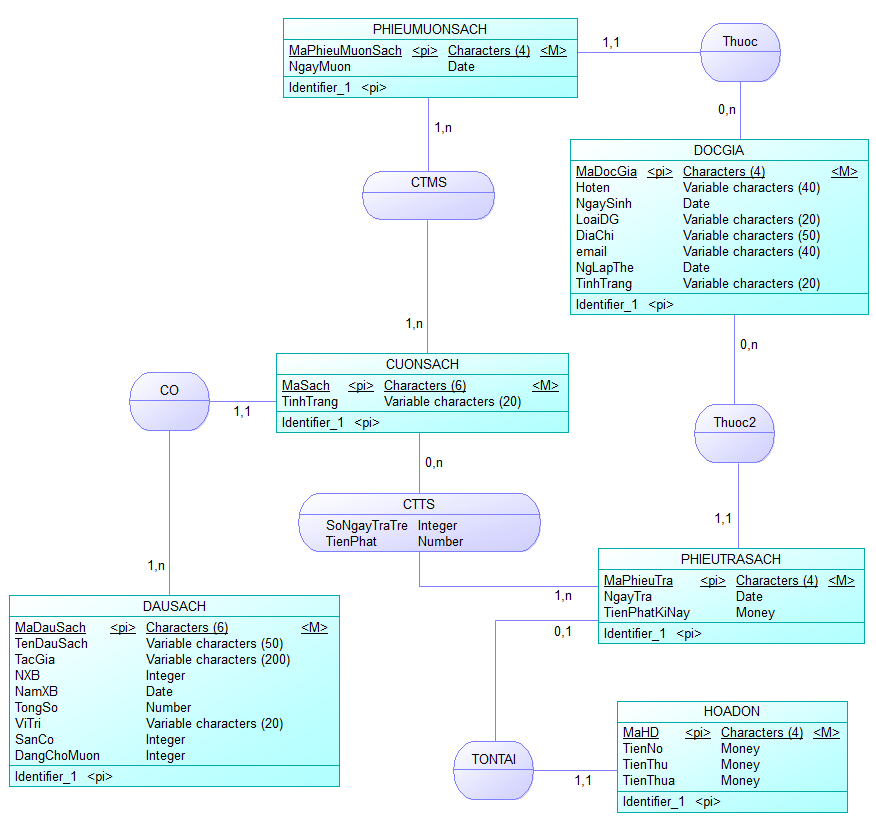 PHIEUMUONSACH
MaPhieuMuonSach <pi> Characters (4) <M>
NgayMuon Date
Identifier_1 <pi>
1,1
Thuoc
0,n
1,n
DOCGIA
MaDocGia <pi> Characters (4) <M>
Hoten Variable characters (40)
NgaySinh Date
LoaiDG Variable characters (20)
DiaChi Variable characters (50)
email Variable characters (40)
NgLapThe Date
TinhTrang Variable characters (20)
Identifier_1 <pi>
CTMS
1,n
0,n
CUONSACH
MaSach <pi> Characters (6) <M>
TinhTrang Variable characters (20)
Identifier_1 <pi>
CO
1,1
Thuoc2
0,n
CTTS
SoNgayTraTre Integer
TienPhat Number
1,1
1,n
PHIEUTRASACH
MaPhieuTra <pi> Characters (4) <M>
NgayTra Date
TienPhatKiNay Money
Identifier_1 <pi>
1,n
0,1
DAUSACH
MaDauSach <pi> Characters (6) <M>
TenDauSach Variable characters (50)
TacGia Variable characters (200)
NXB Integer
NamXB Date
TongSo Number
ViTri Variable characters (20)
SanCo Integer
DangChoMuon Integer
Identifier_1 <pi>
TONTAI
1,1
HOADON
MaHD <pi> Characters (4) <M>
TienNo Money
TienThu Money
TienThua Money
Identifier_1 <pi>